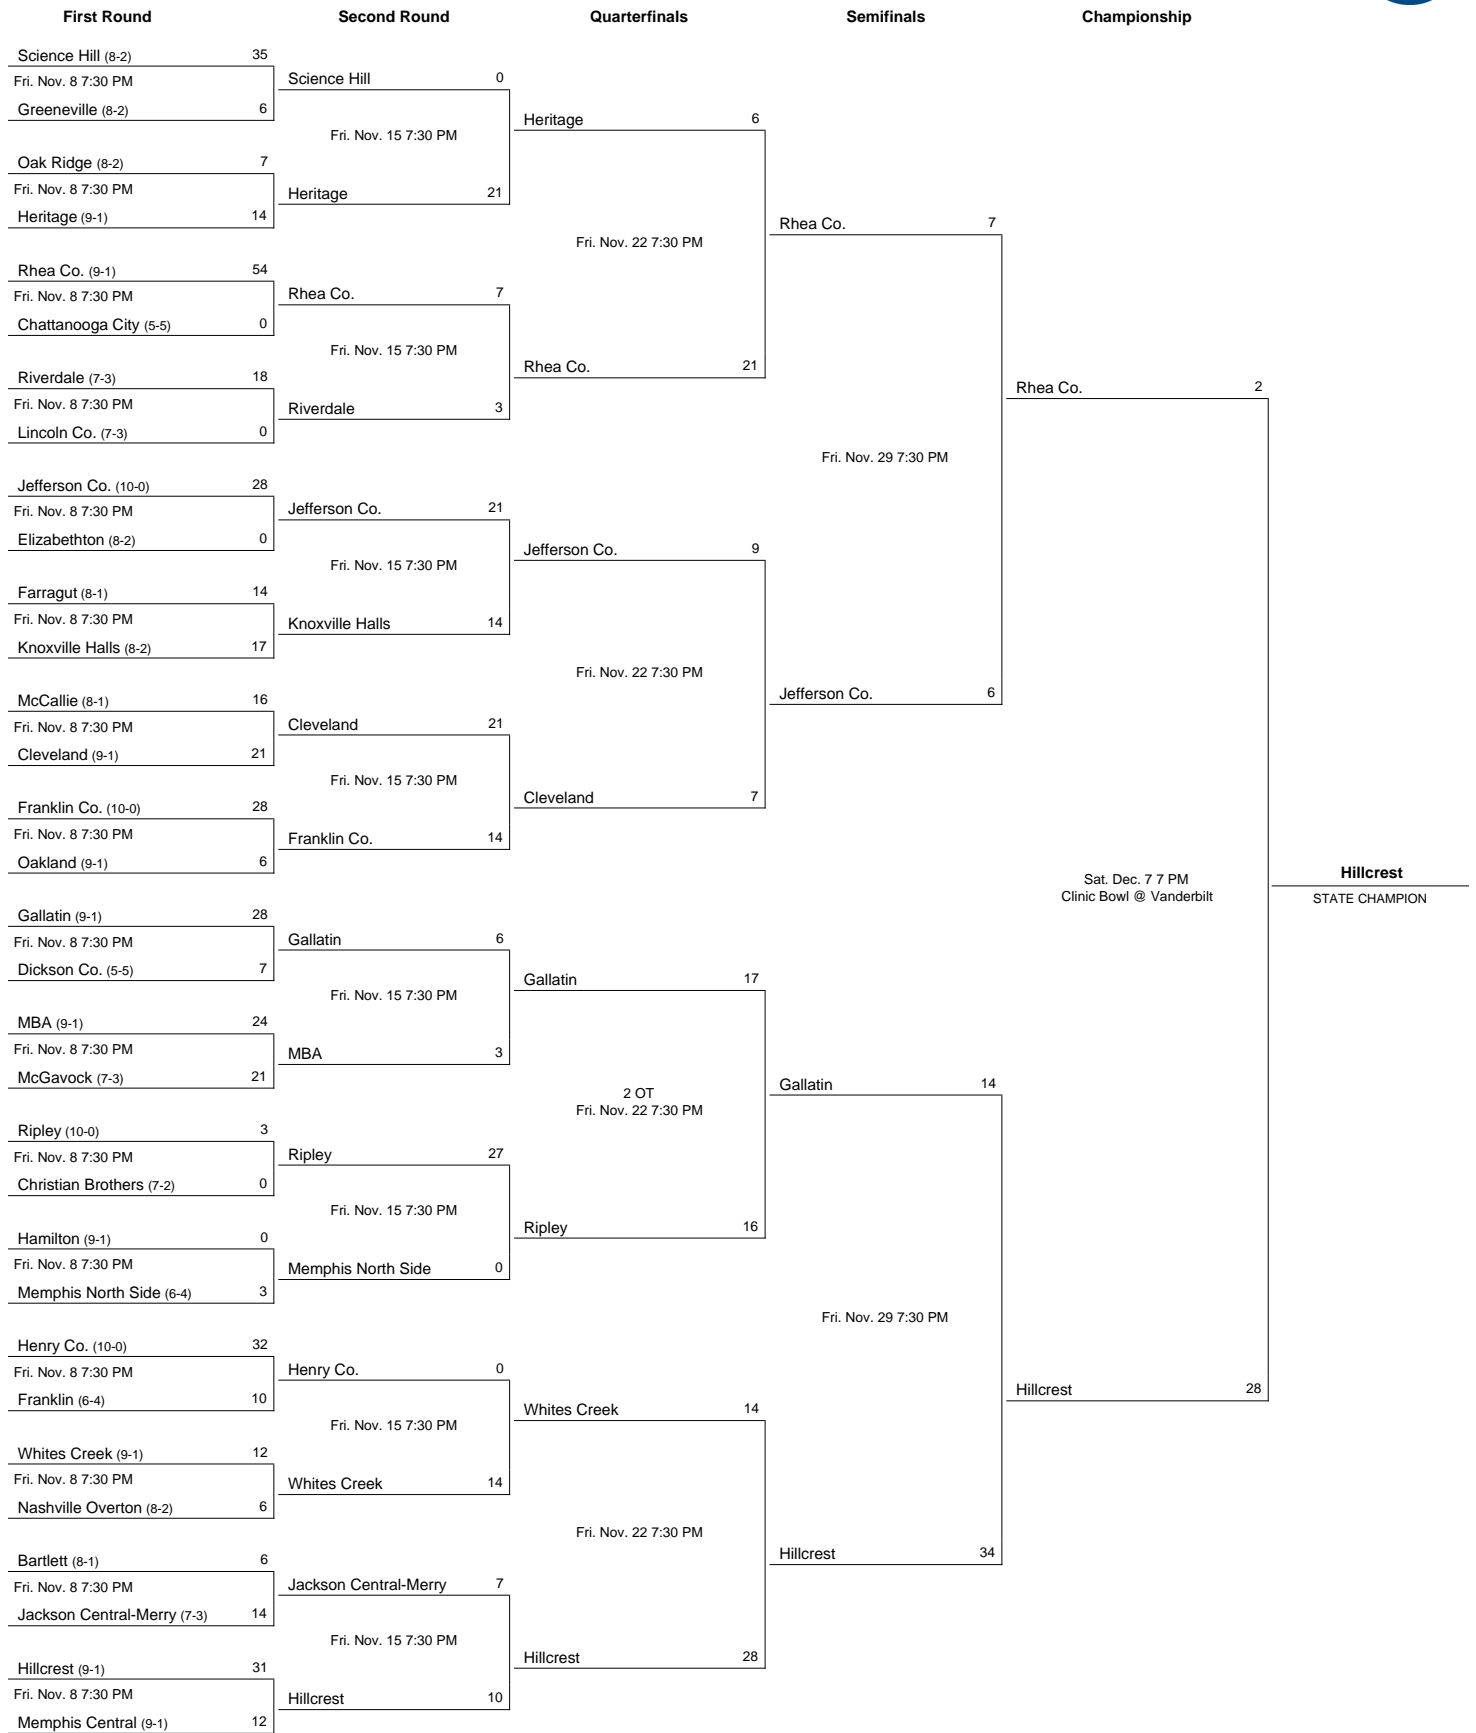 First Round
Second Round
Quarterfinals
Semifinals
Championship
Science Hill (8-2) 35
Fri. Nov. 8 7:30 PM
Greeneville (8-2) 6
Oak Ridge (8-2) 7
Fri. Nov. 8 7:30 PM
Heritage (9-1) 14
Rhea Co. (9-1) 54
Fri. Nov. 8 7:30 PM
Chattanooga City (5-5) 0
Riverdale (7-3) 18
Fri. Nov. 8 7:30 PM
Lincoln Co. (7-3) 0
Jefferson Co. (10-0) 28
Fri. Nov. 8 7:30 PM
Elizabethton (8-2) 0
Farragut (8-1) 14
Fri. Nov. 8 7:30 PM
Knoxville Halls (8-2) 17
McCallie (8-1) 16
Fri. Nov. 8 7:30 PM
Cleveland (9-1) 21
Franklin Co. (10-0) 28
Fri. Nov. 8 7:30 PM
Oakland (9-1) 6
Gallatin (9-1) 28
Fri. Nov. 8 7:30 PM
Dickson Co. (5-5) 7
MBA (9-1) 24
Fri. Nov. 8 7:30 PM
McGavock (7-3) 21
Ripley (10-0) 3
Fri. Nov. 8 7:30 PM
Christian Brothers (7-2) 0
Hamilton (9-1) 0
Fri. Nov. 8 7:30 PM
Memphis North Side (6-4) 3
Henry Co. (10-0) 32
Fri. Nov. 8 7:30 PM
Franklin (6-4) 10
Whites Creek (9-1) 12
Fri. Nov. 8 7:30 PM
Nashville Overton (8-2) 6
Bartlett (8-1) 6
Fri. Nov. 8 7:30 PM
Jackson Central-Merry (7-3) 14
Hillcrest (9-1) 31
Fri. Nov. 8 7:30 PM
Memphis Central (9-1) 12
Science Hill 0
Fri. Nov. 15 7:30 PM
Heritage 21
Rhea Co. 7
Fri. Nov. 15 7:30 PM
Riverdale 3
Jefferson Co. 21
Fri. Nov. 15 7:30 PM
Knoxville Halls 14
Cleveland 21
Fri. Nov. 15 7:30 PM
Franklin Co. 14
Gallatin 6
Fri. Nov. 15 7:30 PM
MBA 3
Ripley 27
Fri. Nov. 15 7:30 PM
Memphis North Side 0
Henry Co. 0
Fri. Nov. 15 7:30 PM
Whites Creek 14
Jackson Central-Merry 7
Fri. Nov. 15 7:30 PM
Hillcrest 10
Heritage 6
Fri. Nov. 22 7:30 PM
Rhea Co. 21
Jefferson Co. 9
Fri. Nov. 22 7:30 PM
Cleveland 7
Gallatin 17
2 OT
Fri. Nov. 22 7:30 PM
Ripley 16
Whites Creek 14
Fri. Nov. 22 7:30 PM
Hillcrest 28
Rhea Co. 7
Fri. Nov. 29 7:30 PM
Jefferson Co. 6
Gallatin 14
Fri. Nov. 29 7:30 PM
Hillcrest 34
Rhea Co. 2
Sat. Dec. 7 7 PM
Clinic Bowl @ Vanderbilt
Hillcrest 28
Hillcrest
STATE CHAMPION